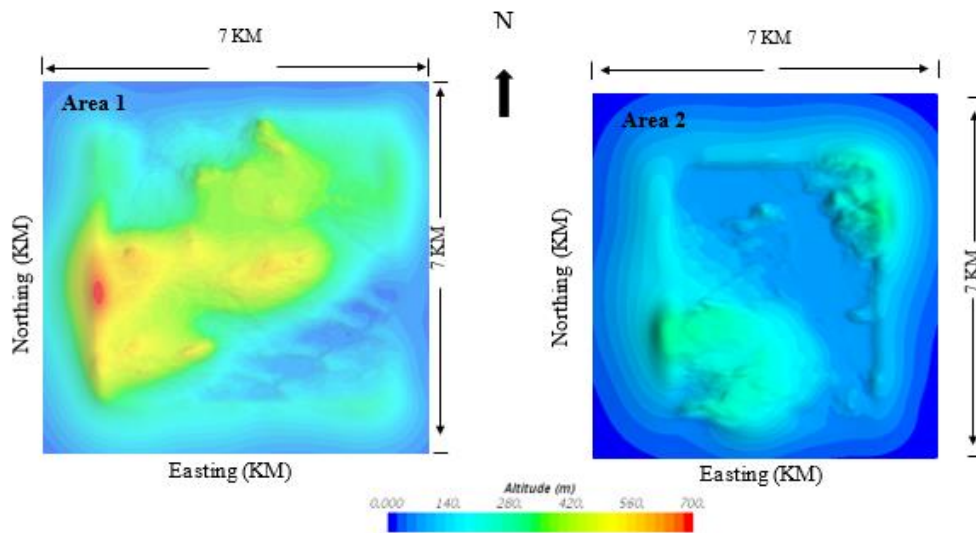 N
7 KM
7 KM
Area 1
Area 2
Northing (KM)
7 KM
Northing (KM)
7 KM
Easting (KM)
Easting (KM)
Altitude (m)
0.000 140. 280. 420. 560. 700.